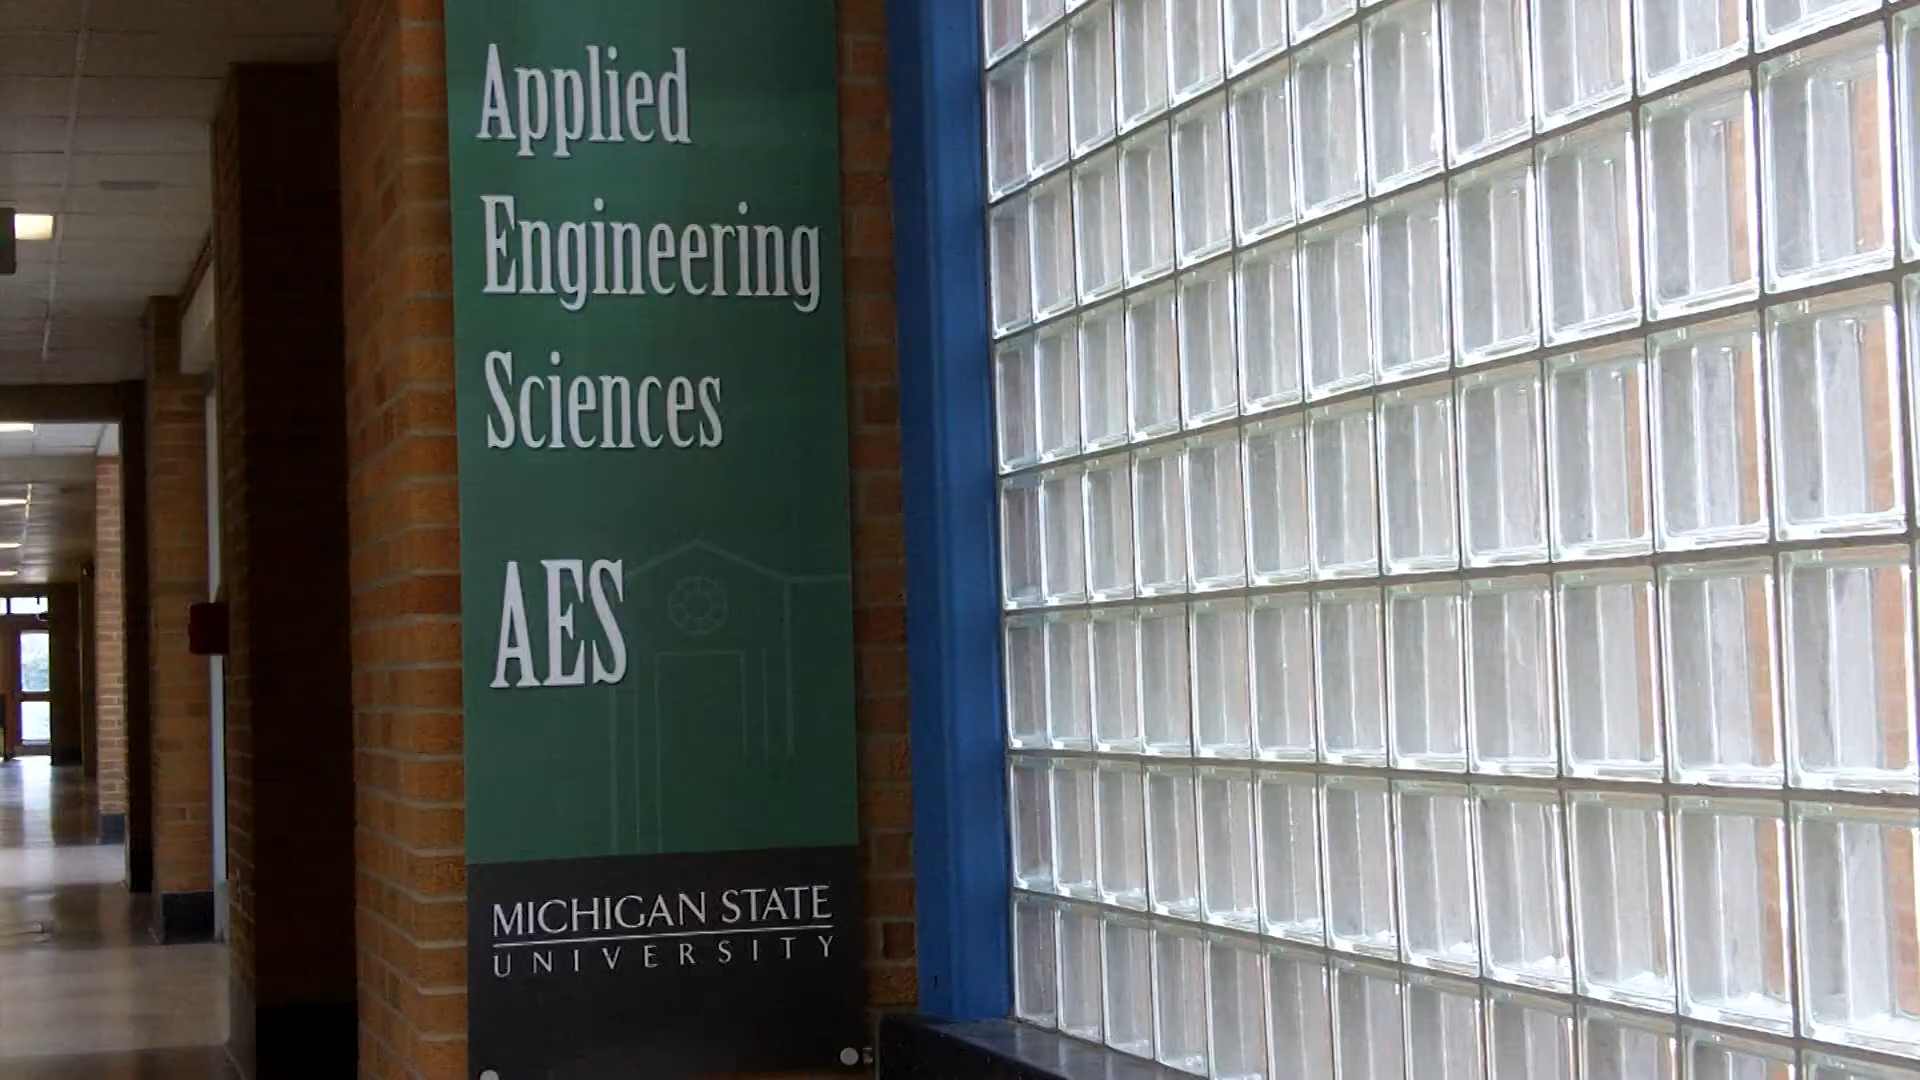 Applied
Engineering
Sciences
AES
MICHIGAN STATE
UNIVERSITY